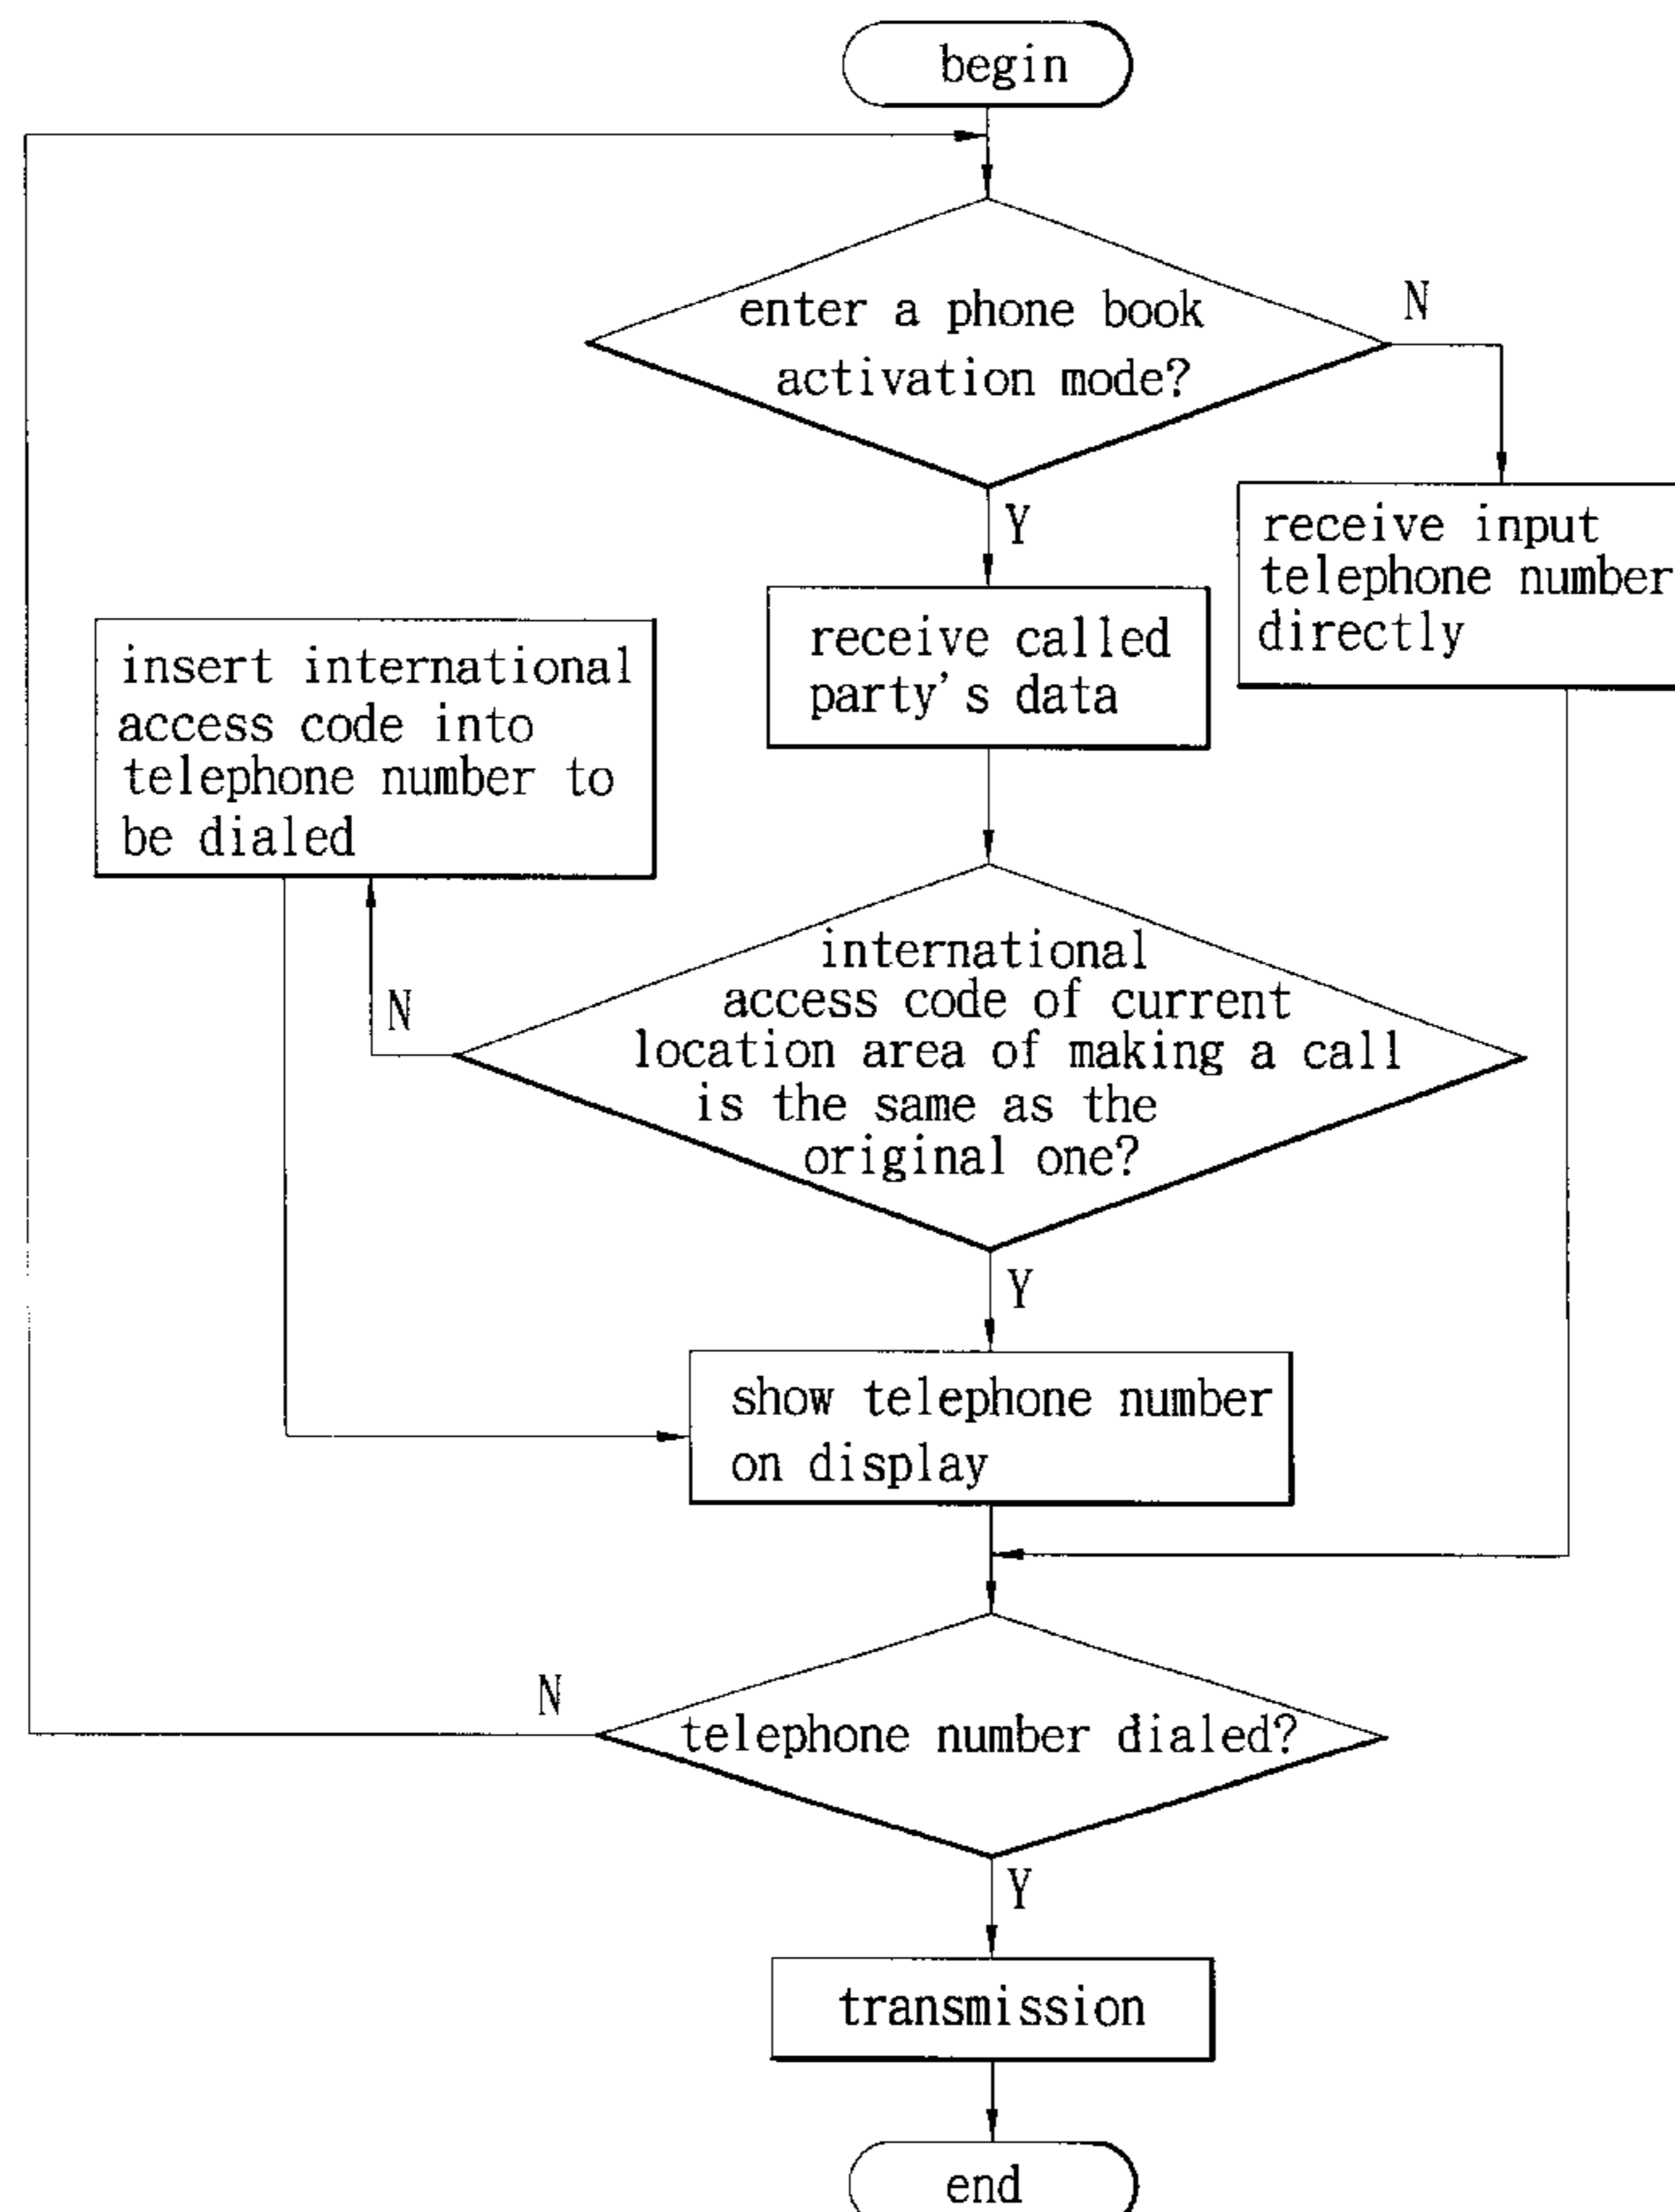 begin
enter a phone book
activation mode?
N
Y
receive input
telephone number
directly
receive called
party's data
insert international
access code into
telephone number to
be dialed
international
access code of current
location area of making a call
is the same as the
original one?
N
Y
show telephone number
on display
N
telephone number dialed?
Y
transmission
end